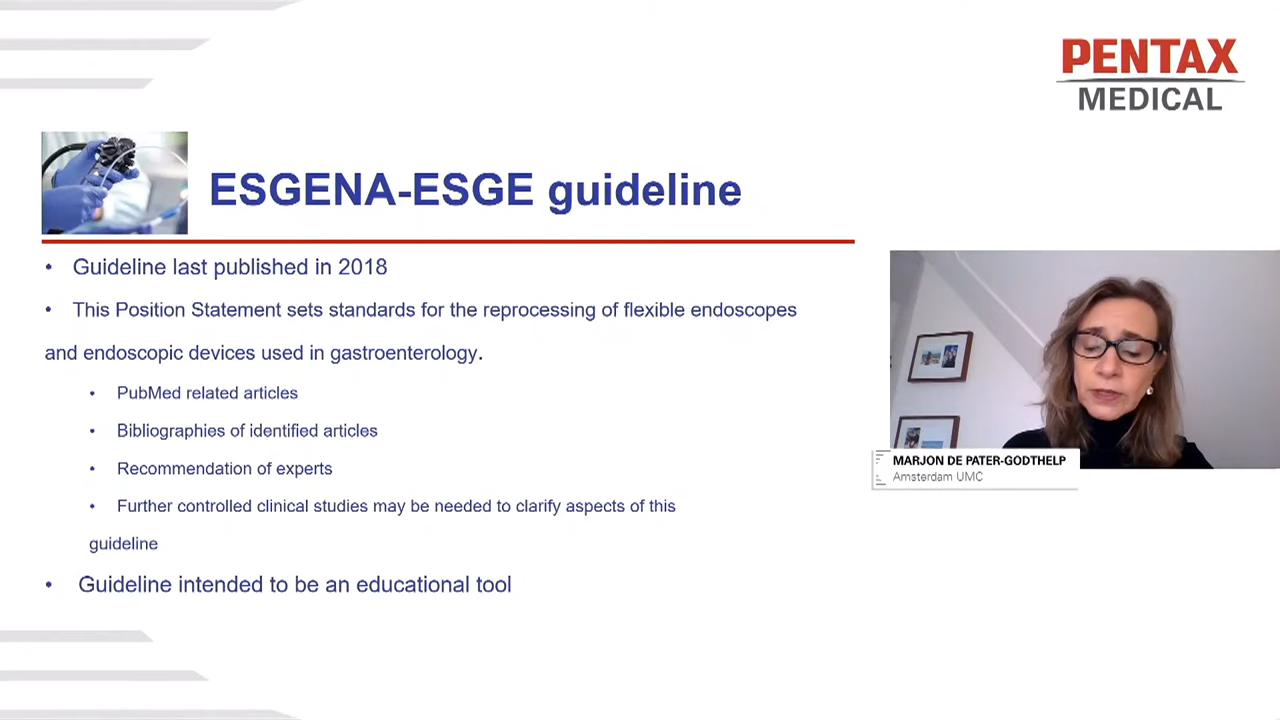 PENTAX
MEDICAL
ESGENA-ESGE guideline
• Guideline last published in 2018
• This Position Statement sets standards for the reprocessing of flexible endoscopes
and endoscopic devices used in gastroenterology.
• PubMed related articles
• Bibliographies of identified articles
• Recommendation of experts
• Further controlled clinical studies may be needed to clarify aspects of this
guideline
• Guideline intended to be an educational tool
MARJON DE PATER-GODTHELP
Amsterdam UMC